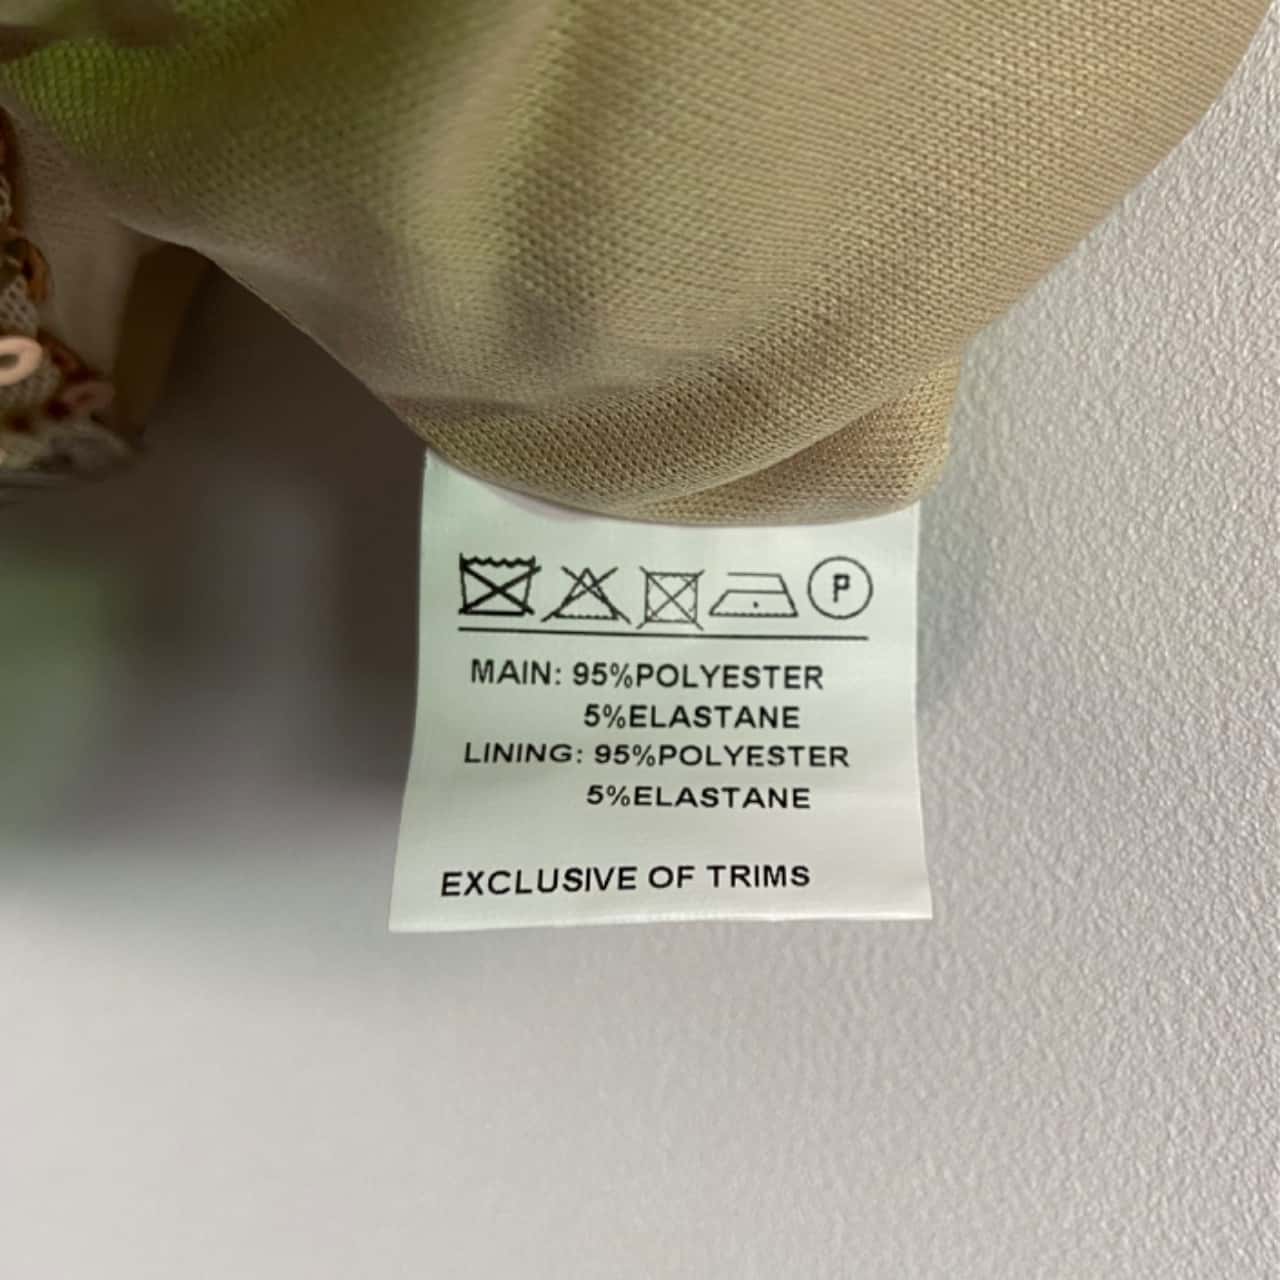 P
MAIN: 95%POLYESTER
5%ELASTANE
LINING: 95%POLYESTER
5%ELASTANE
EXCLUSIVE OF TRIMS